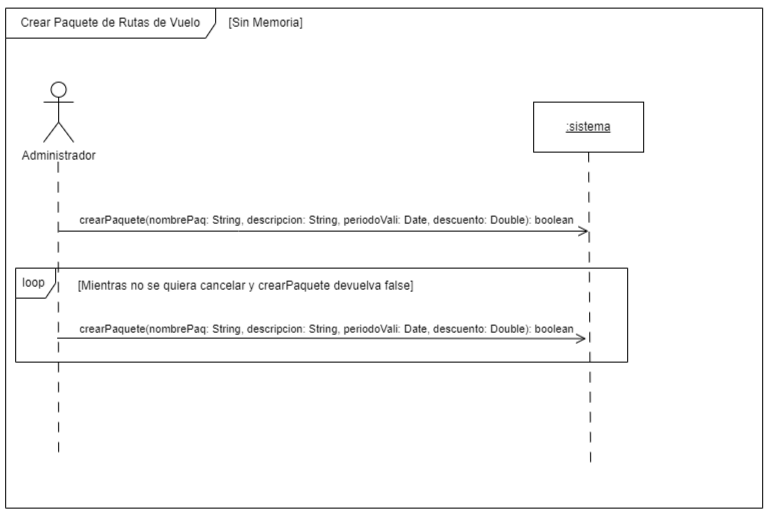 Crear Paquete de Rutas de Vuelo [Sin Memoria]
:sistema
Administrador
crearPaquete(nombrePaq: String, descripcion: String, periodoVali: Date, descuento: Double): boolean
loop [Mientras no se quiera cancelar y crearPaquete devuelva false]
crearPaquete(nombrePaq: String, descripcion: String, periodoVali: Date, descuento: Double): boolean